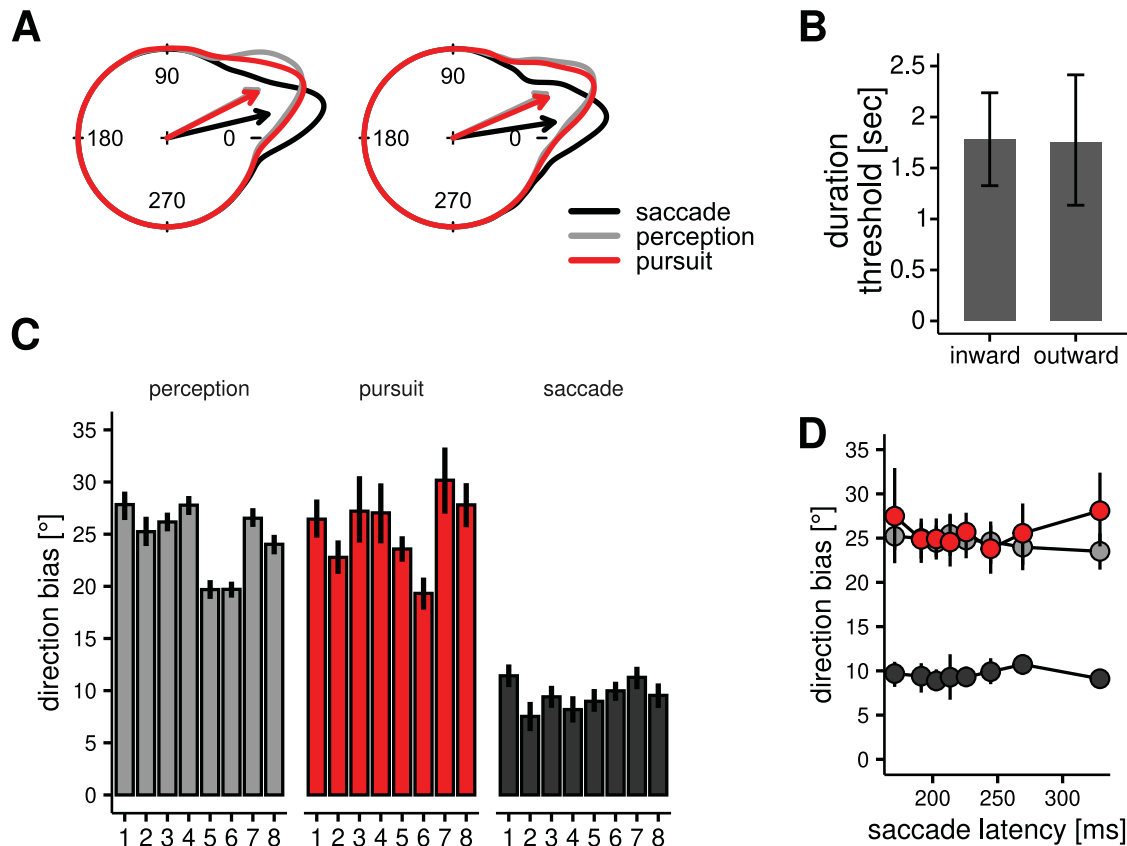 A
90
180
0
270
90
180
0
270
saccade
perception
pursuit
B
duration
threshold [sec]
2.5
2
1.5
1
0.5
0
inward outward
C
perception pursuit saccade
direction bias [°]
35
30
25
20
15
10
5
0
1 2 3 4 5 6 7 8 1 2 3 4 5 6 7 8 1 2 3 4 5 6 7 8
D
direction bias [°]
35
30
25
20
15
10
5
0
200 250 300
saccade latency [ms]